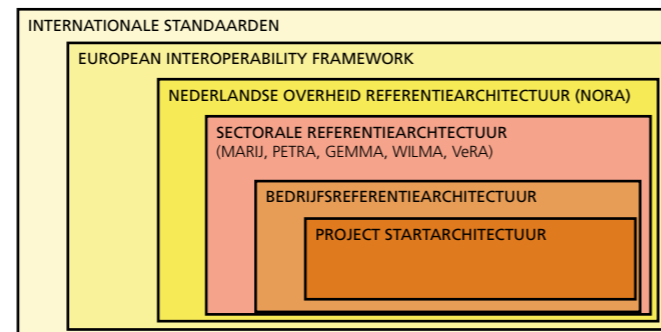 INTERNATIONALE STANDAARDEN
EUROPEAN INTEROPERABILITY FRAMEWORK
NEDERLANDSE OVERHEID REFERENTIEARCHITECTUUR (NORA)
SECTORALE REFERENTIEARCHTECTUUR
(MARIJ, PETRA, GEMMA, WILMA, VeRA)
BEDRIJFSREFERENTIEARCHITECTUUR
PROJECT STARTARCHITECTUUR